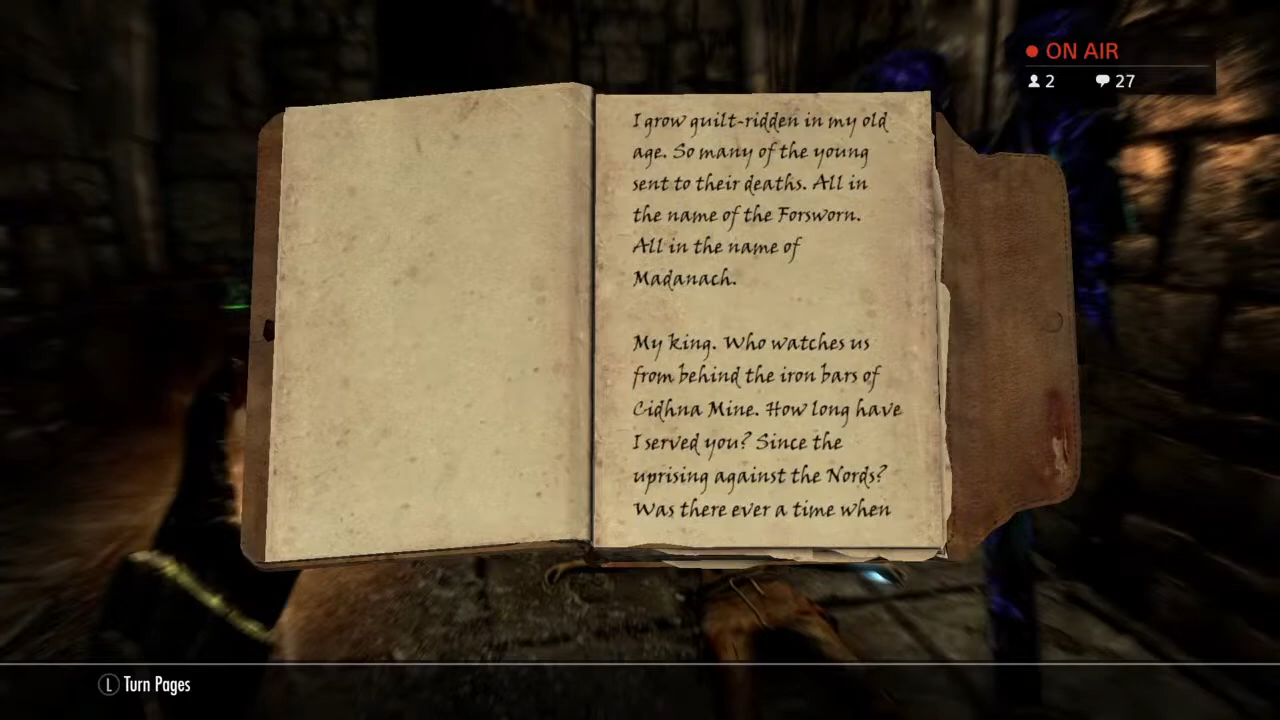 ON AIR
2 27
I grow guilt-ridden in my old
age. So many of the young
sent to their deaths. All in
the name of the Forsworn.
All in the name of
Madanach.
My king. Who watches us
from behind the iron bars of
Cidhna Mine. How long have
I served you? Since the
uprising against the Nords?
Was there ever a time when
L Turn Pages